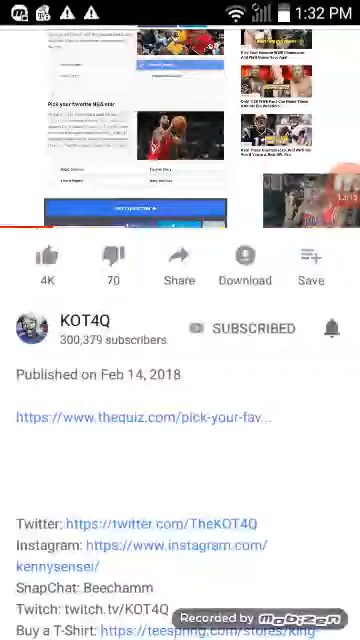 1:32 PM
Pick your favorite NBA star
4K
70
Share
Download
Save
KOT4Q
300,379 subscribers
SUBSCRIBED
Published on Feb 14, 2018
https://www.thequiz.com/pick-your-fav...
Twitter: https://twitter.com/TheKOT4Q
Instagram: https://www.instagram.com/
kennysensei/
SnapChat: Beechamm
Twitch: twitch.tv/KOT4Q
Buy a T-Shirt: https://teespring.com/stores/king-
Recorded by MOBIZEN